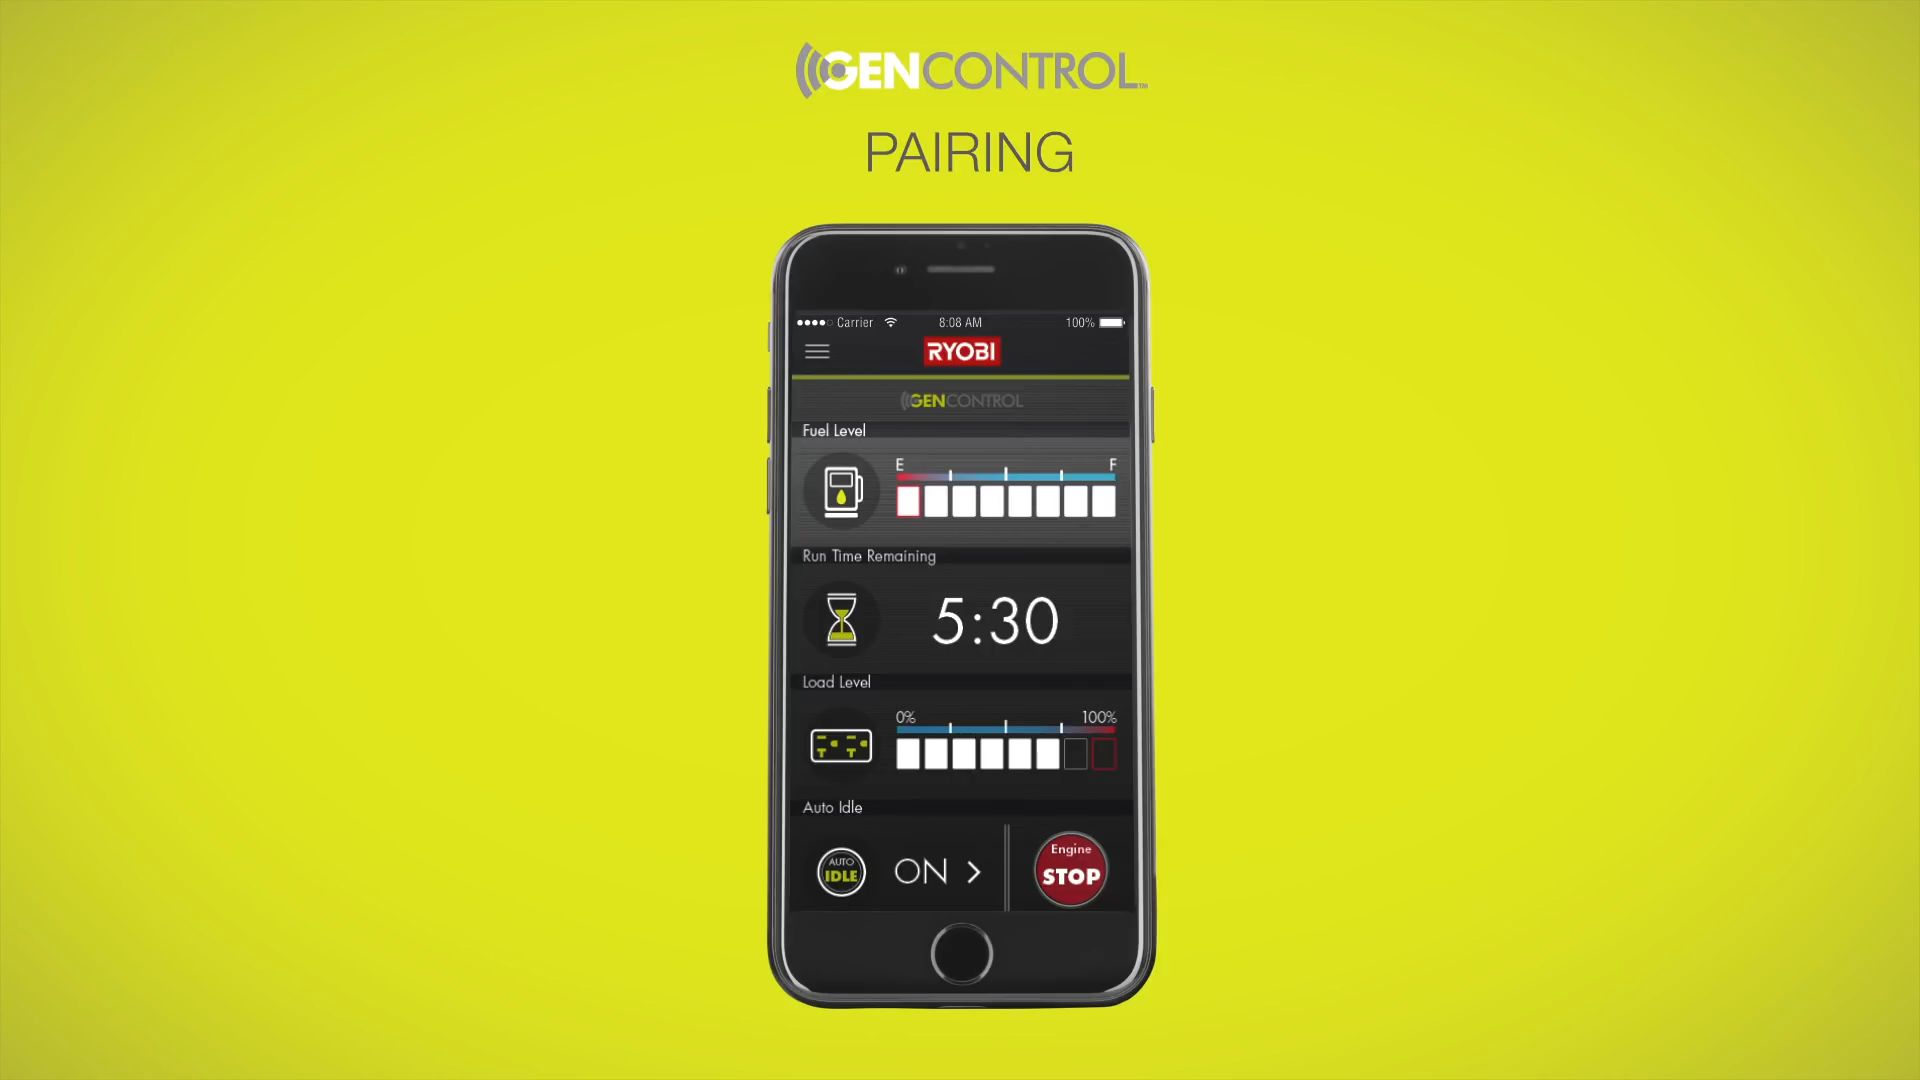 GENCONTROL™
PAIRING
Carrier 8:08 AM 100%
RYOBI
GENCONTROL
Fuel Level
E F
Run Time Remaining
5:30
Load Level
0% 100%
Auto Idle
AUTO IDLE
ON >
Engine
STOP